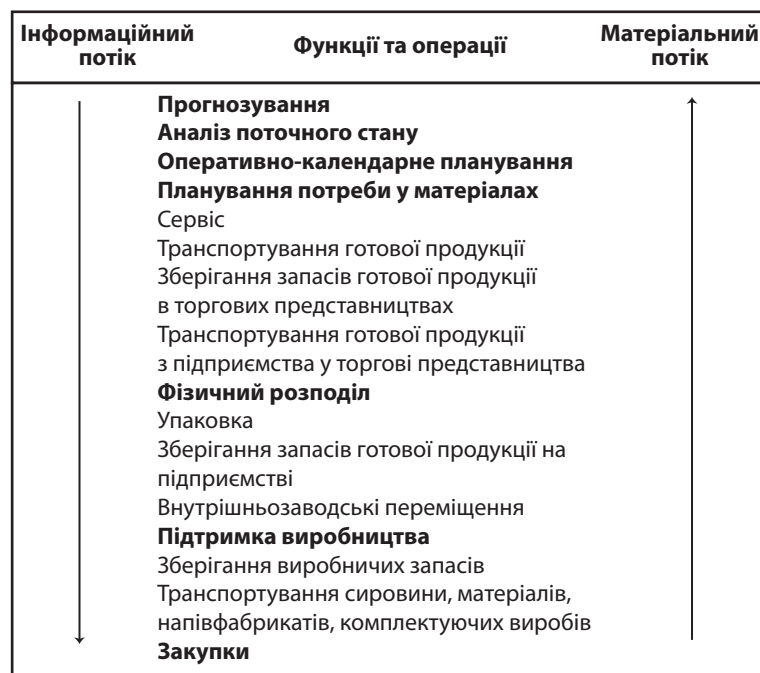 Інформаційний
потік
Функції та операції
Матеріальний
потік
Прогнозування
Аналіз поточного стану
Оперативно-календарне планування
Планування потреби у матеріалах
Сервіс
Транспортування готової продукції
Зберігання запасів готової продукції
в торгових представництвах
Транспортування готової продукції
з підприємства у торгові представництва
Фізичний розподіл
Упаковка
Зберігання запасів готової продукції на
підприємстві
Внутрішньозаводські переміщення
Підтримка виробництва
Зберігання виробничих запасів
Транспортування сировини, матеріалів,
напівфабрикатів, комплектуючих виробів
Закупки